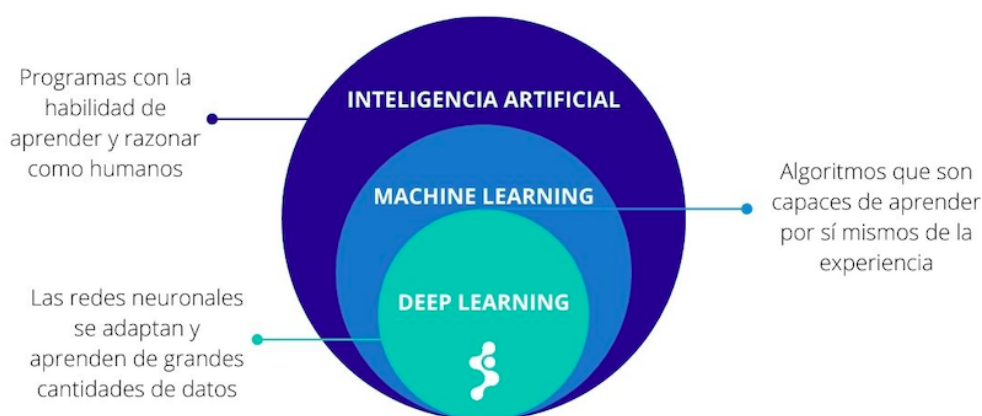 Programas con la
habilidad de
aprender y razonar
como humanos
INTELIGENCIA ARTIFICIAL
MACHINE LEARNING
Algoritmos que son
capaces de aprender
por sí mismos de la
experiencia
Las redes neuronales
se adaptan y
aprenden de grandes
cantidades de datos
DEEP LEARNING